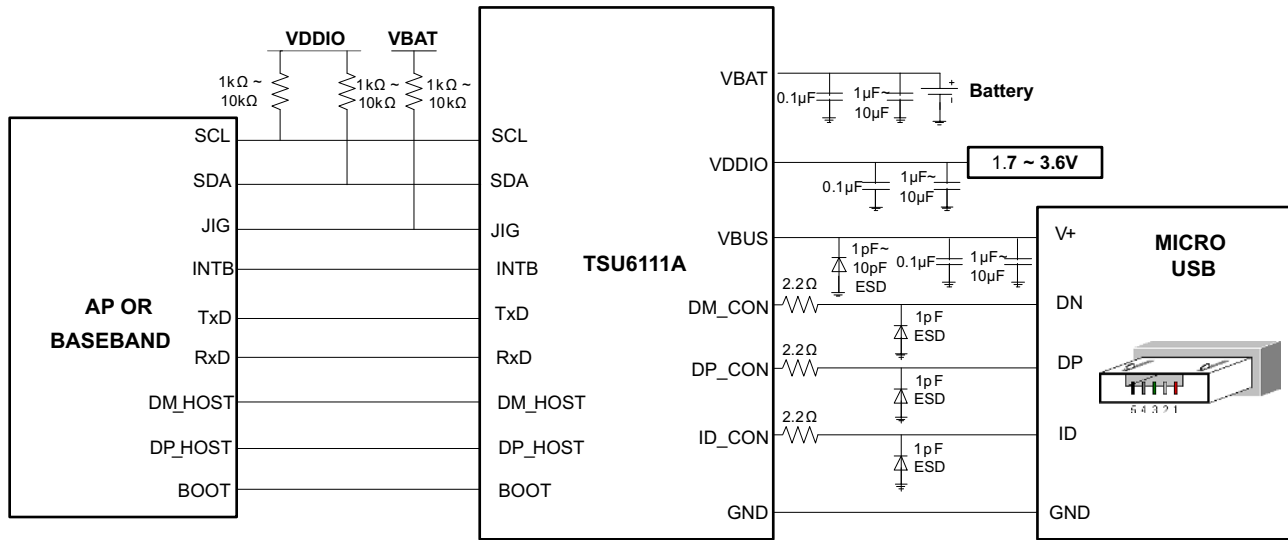 VDDIO
VBAT
1kΩ ~
10kΩ
1kΩ ~
10kΩ
1kΩ ~
10kΩ
AP OR
BASEBAND
SCL
SDA
JIG
INTB
TxD
RxD
DM_HOST
DP_HOST
BOOT
SCL
SDA
JIG
INTB
TxD
RxD
DM_HOST
DP_HOST
BOOT
TSU6111A
VBAT
VDDIO
VBUS
DM_CON
DP_CON
ID_CON
GND
0.1µF
1µF~
10µF
+
-
Battery
0.1µF
1µF~
10µF
1.7 ~ 3.6V
1pF~
10pF
ESD
0.1µF
1µF~
10µF
2.2Ω
1pF
ESD
2.2Ω
1pF
ESD
2.2Ω
1pF
ESD
V+
MICRO
USB
DN
DP
ID
GND
5 4 3 2 1